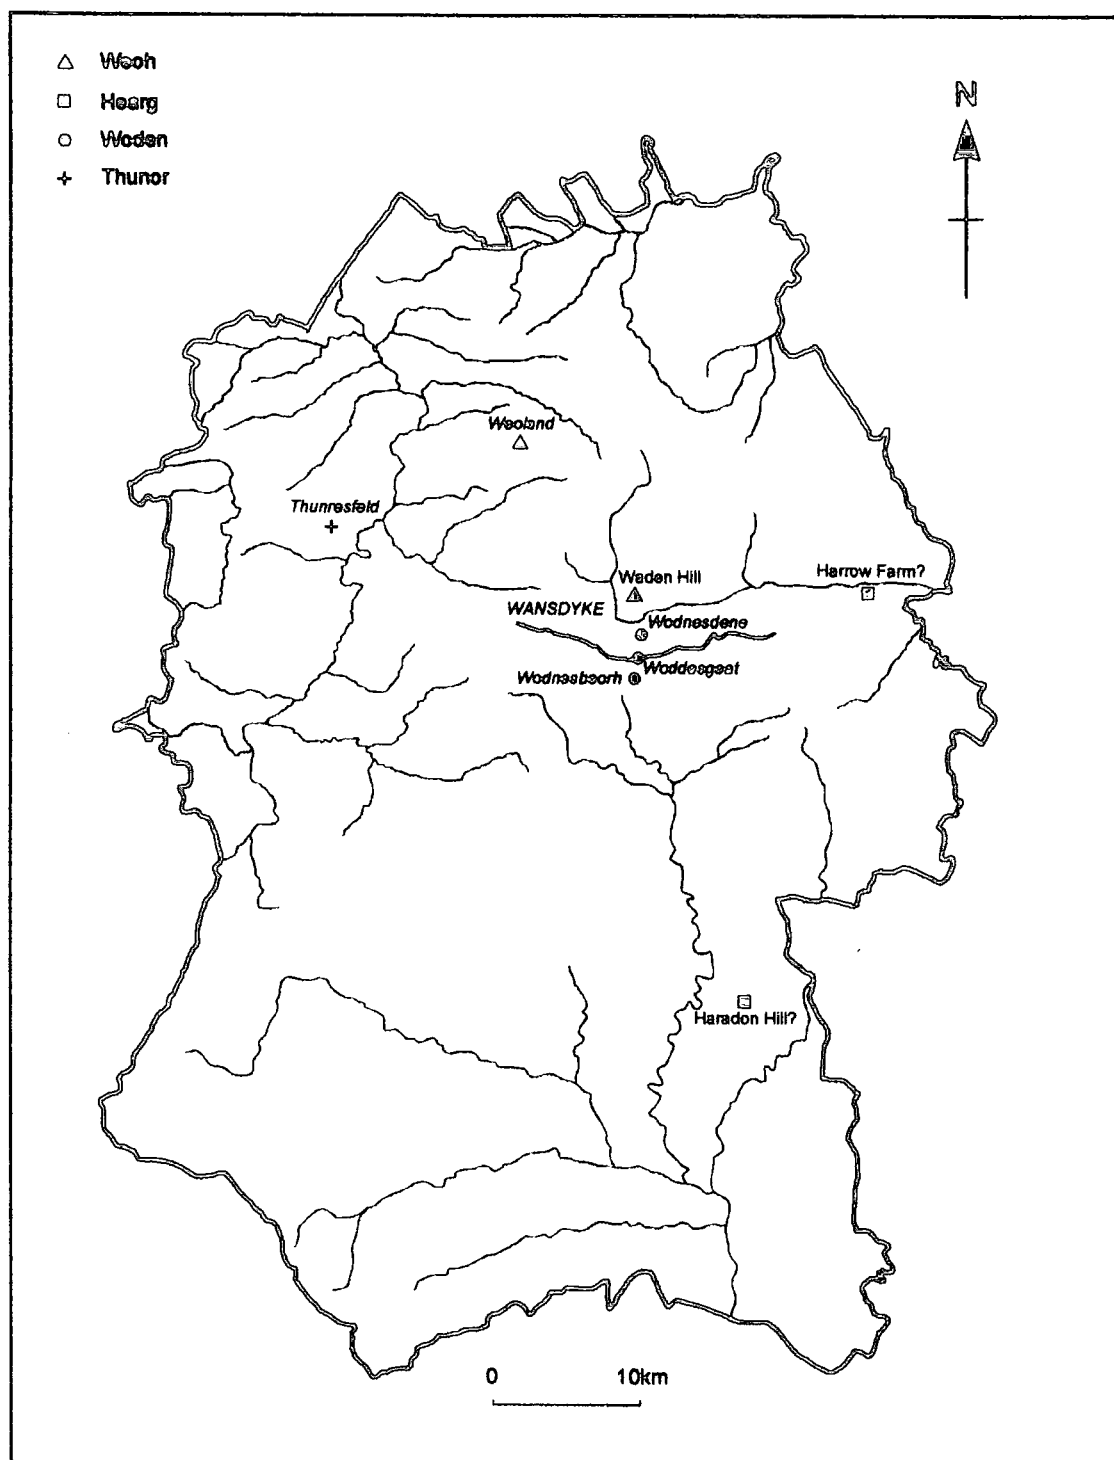 Weoh
Hearg
Woden
Thunor
N
Weoland
Thunresfeld
Waden Hill
Harrow Farm?
WANSDYKE
Wodnesdene
Woddesgeat
Wodnesbeorh
Haradon Hill?
0 10km